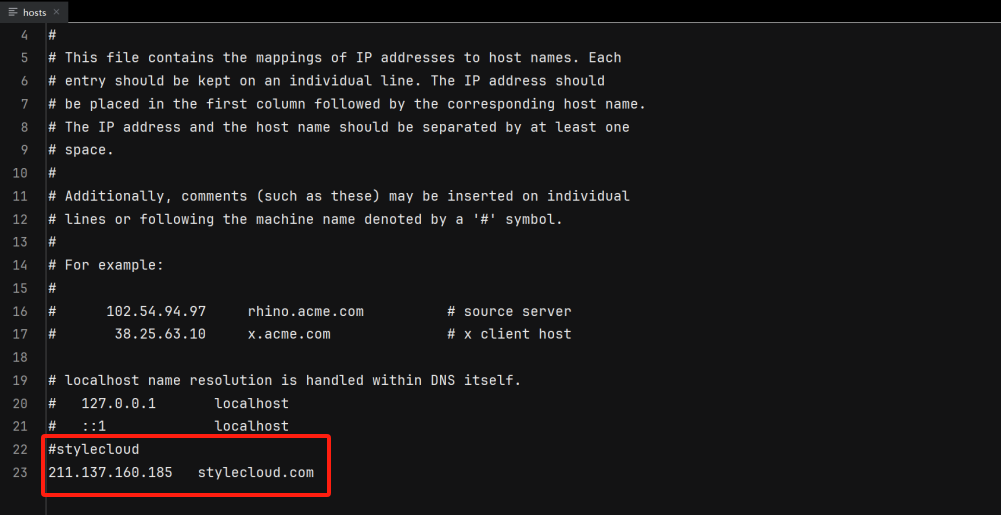 hosts ×
4 #
5 # This file contains the mappings of IP addresses to host names. Each
6 # entry should be kept on an individual line. The IP address should
7 # be placed in the first column followed by the corresponding host name.
8 # The IP address and the host name should be separated by at least one
9 # space.
10 #
11 # Additionally, comments (such as these) may be inserted on individual
12 # lines or following the machine name denoted by a '#' symbol.
13 #
14 # For example:
15 #
16 #      102.54.94.97     rhino.acme.com          # source server
17 #       38.25.63.10     x.acme.com              # x client host
18
19 # localhost name resolution is handled within DNS itself.
20 #   127.0.0.1       localhost
21 #   ::1             localhost
22 #stylecloud
23 211.137.160.185   stylecloud.com